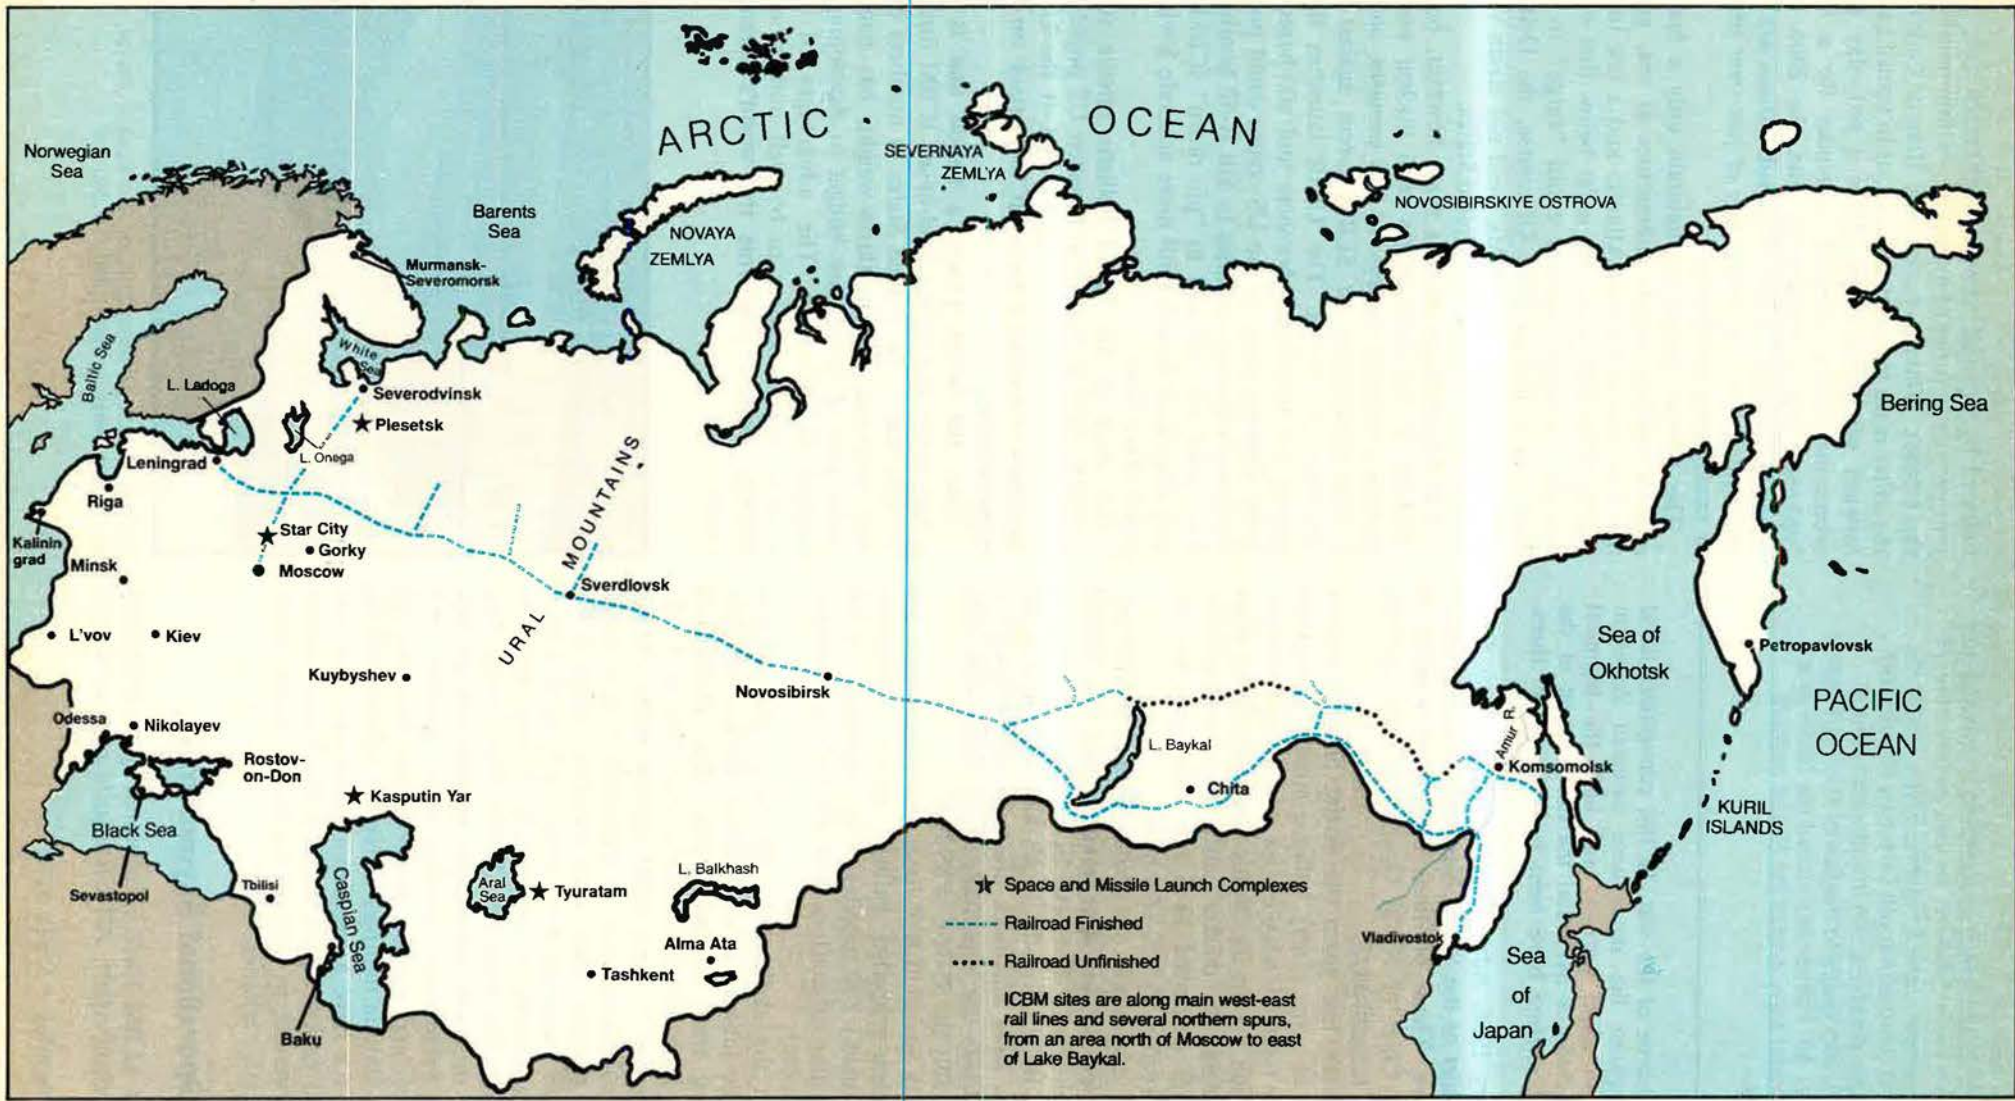 ARCTIC OCEAN
Norwegian
Sea
SEVERNAYA
ZEMLYA
Barents
Sea
NOVAYA
ZEMLYA
NOVOSIBIRSKIYE OSTROVA
Murmansk-
Severomorsk
White
Sea
Baltic Sea
L. Ladoga
Severodvinsk
Plesetsk
Bering Sea
L. Onega
Leningrad
Riga
URAL MOUNTAINS
Star City
Kalinin
grad
Gorky
Minsk
Moscow
Sverdlovsk
L'vov
Kiev
Sea of
Okhotsk
Petropavlovsk
Kuybyshev
Novosibirsk
PACIFIC
OCEAN
Odessa
Nikolayev
Amur R.
L. Baykal
Rostov-
on-Don
Komsomolsk
Chita
Kasputin Yar
KURIL
ISLANDS
Black Sea
Sevastopol
Tbilisi
Caspian Sea
Aral
Sea
Tyuratam
L. Balkhash
Space and Missile Launch Complexes
Railroad Finished
Alma Ata
Vladivostok
Railroad Unfinished
Tashkent
Sea
of
Japan
Baku
ICBM sites are along main west-east
rail lines and several northern spurs,
from an area north of Moscow to east
of Lake Baykal.